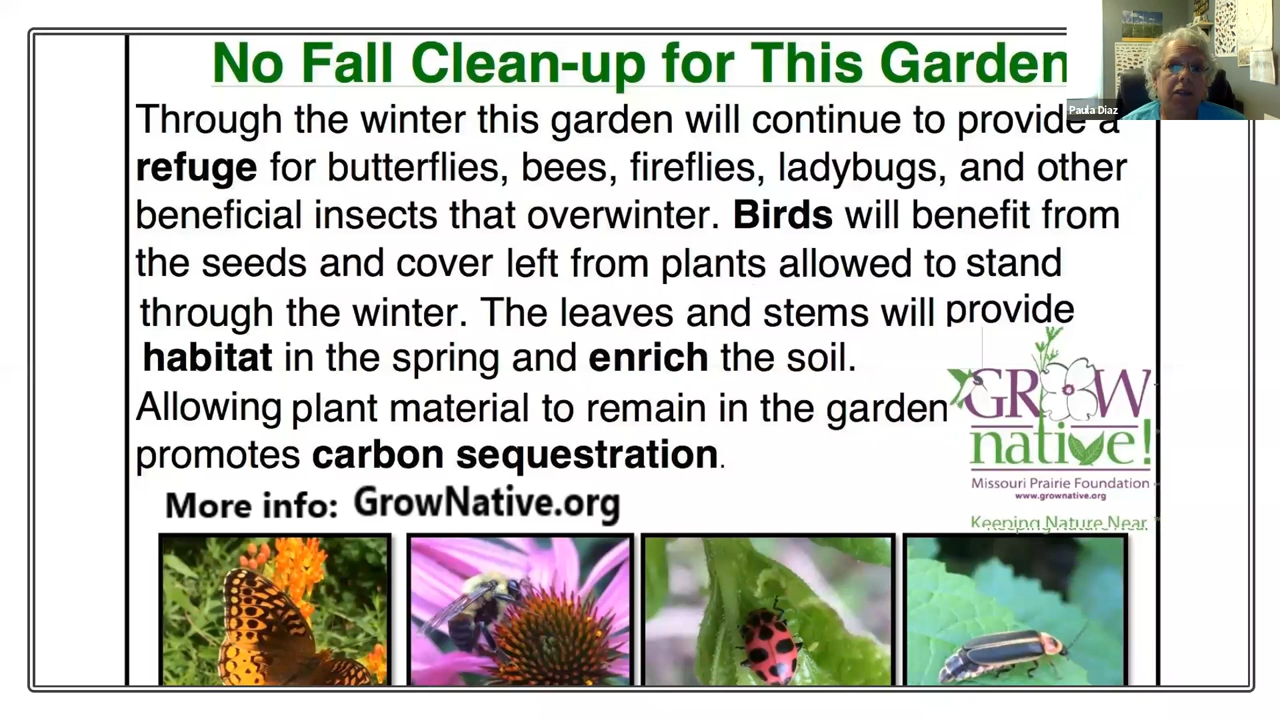 No Fall Clean-up for This Garden
Paula Diaz
Through the winter this garden will continue to provide a
refuge for butterflies, bees, fireflies, ladybugs, and other
beneficial insects that overwinter. Birds will benefit from
the seeds and cover left from plants allowed to stand
through the winter. The leaves and stems will provide
habitat in the spring and enrich the soil.
Allowing plant material to remain in the garden
promotes carbon sequestration.
GROW
native!
Missouri Prairie Foundation
www.grownative.org
Keeping Nature Near
More info: GrowNative.org